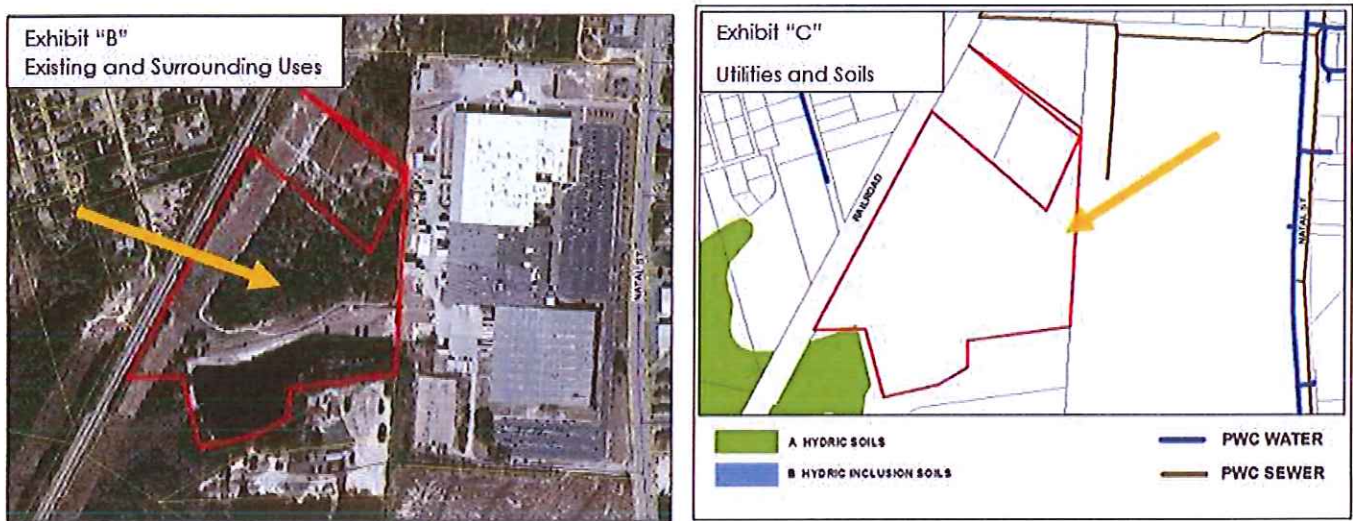 Exhibit “B”
Existing and Surrounding Uses
NATAL ST
Exhibit “C”
Utilities and Soils
RAILROAD
NATAL ST
A HYDRIC SOILS
B HYDRIC INCLUSION SOILS
PWC WATER
PWC SEWER